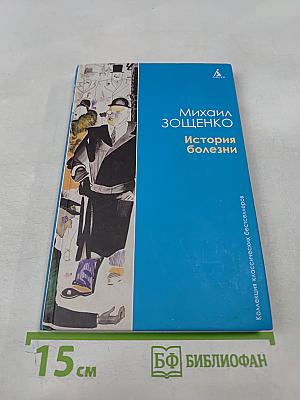 Михаил
ЗОЩЕНКО
История
болезни
Коллекция классических бестселлеров
15 см
БФ БИБЛИОФАН